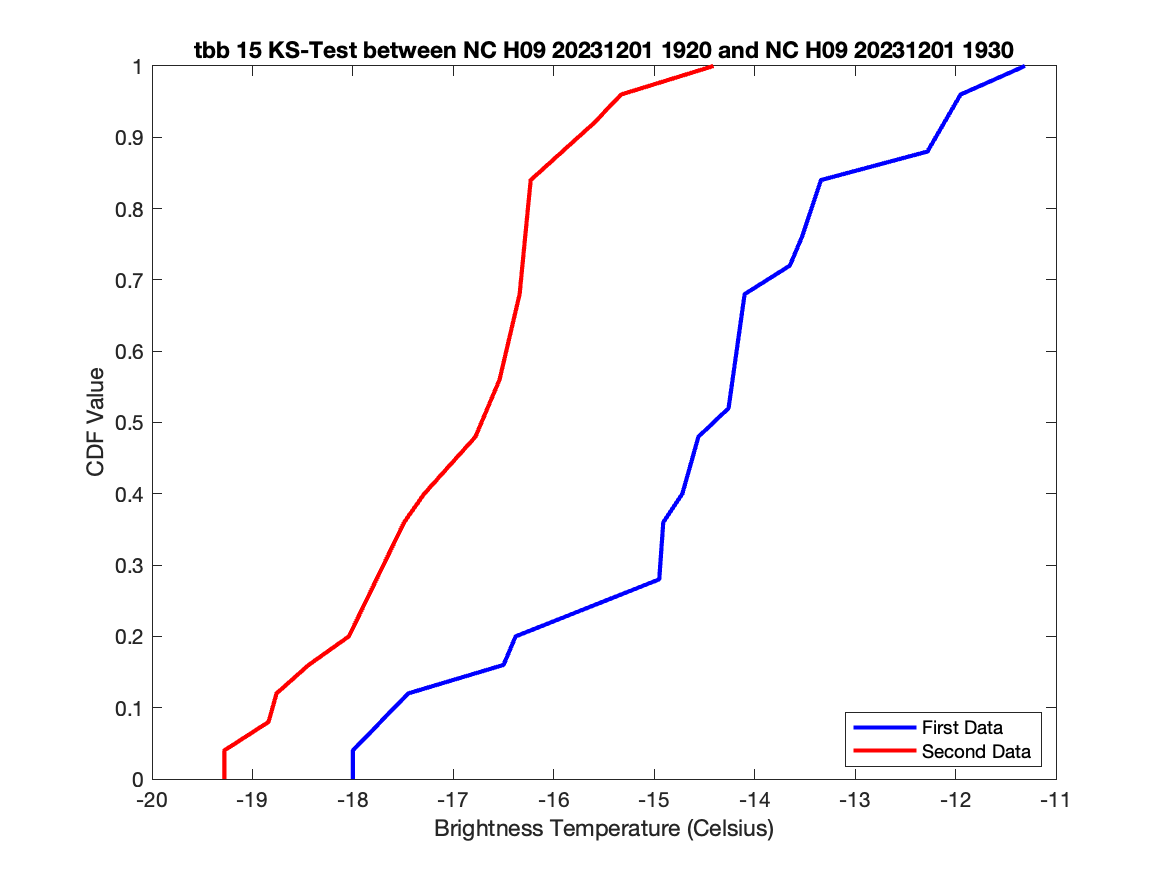 tbb 15 KS-Test between NC H09 20231201 1920 and NC H09 20231201 1930
1
0.9
0.8
0.7
0.6
0.5
0.4
0.3
0.2
0.1
0
CDF Value
-20 -19 -18 -17 -16 -15 -14 -13 -12 -11
Brightness Temperature (Celsius)
First Data
Second Data